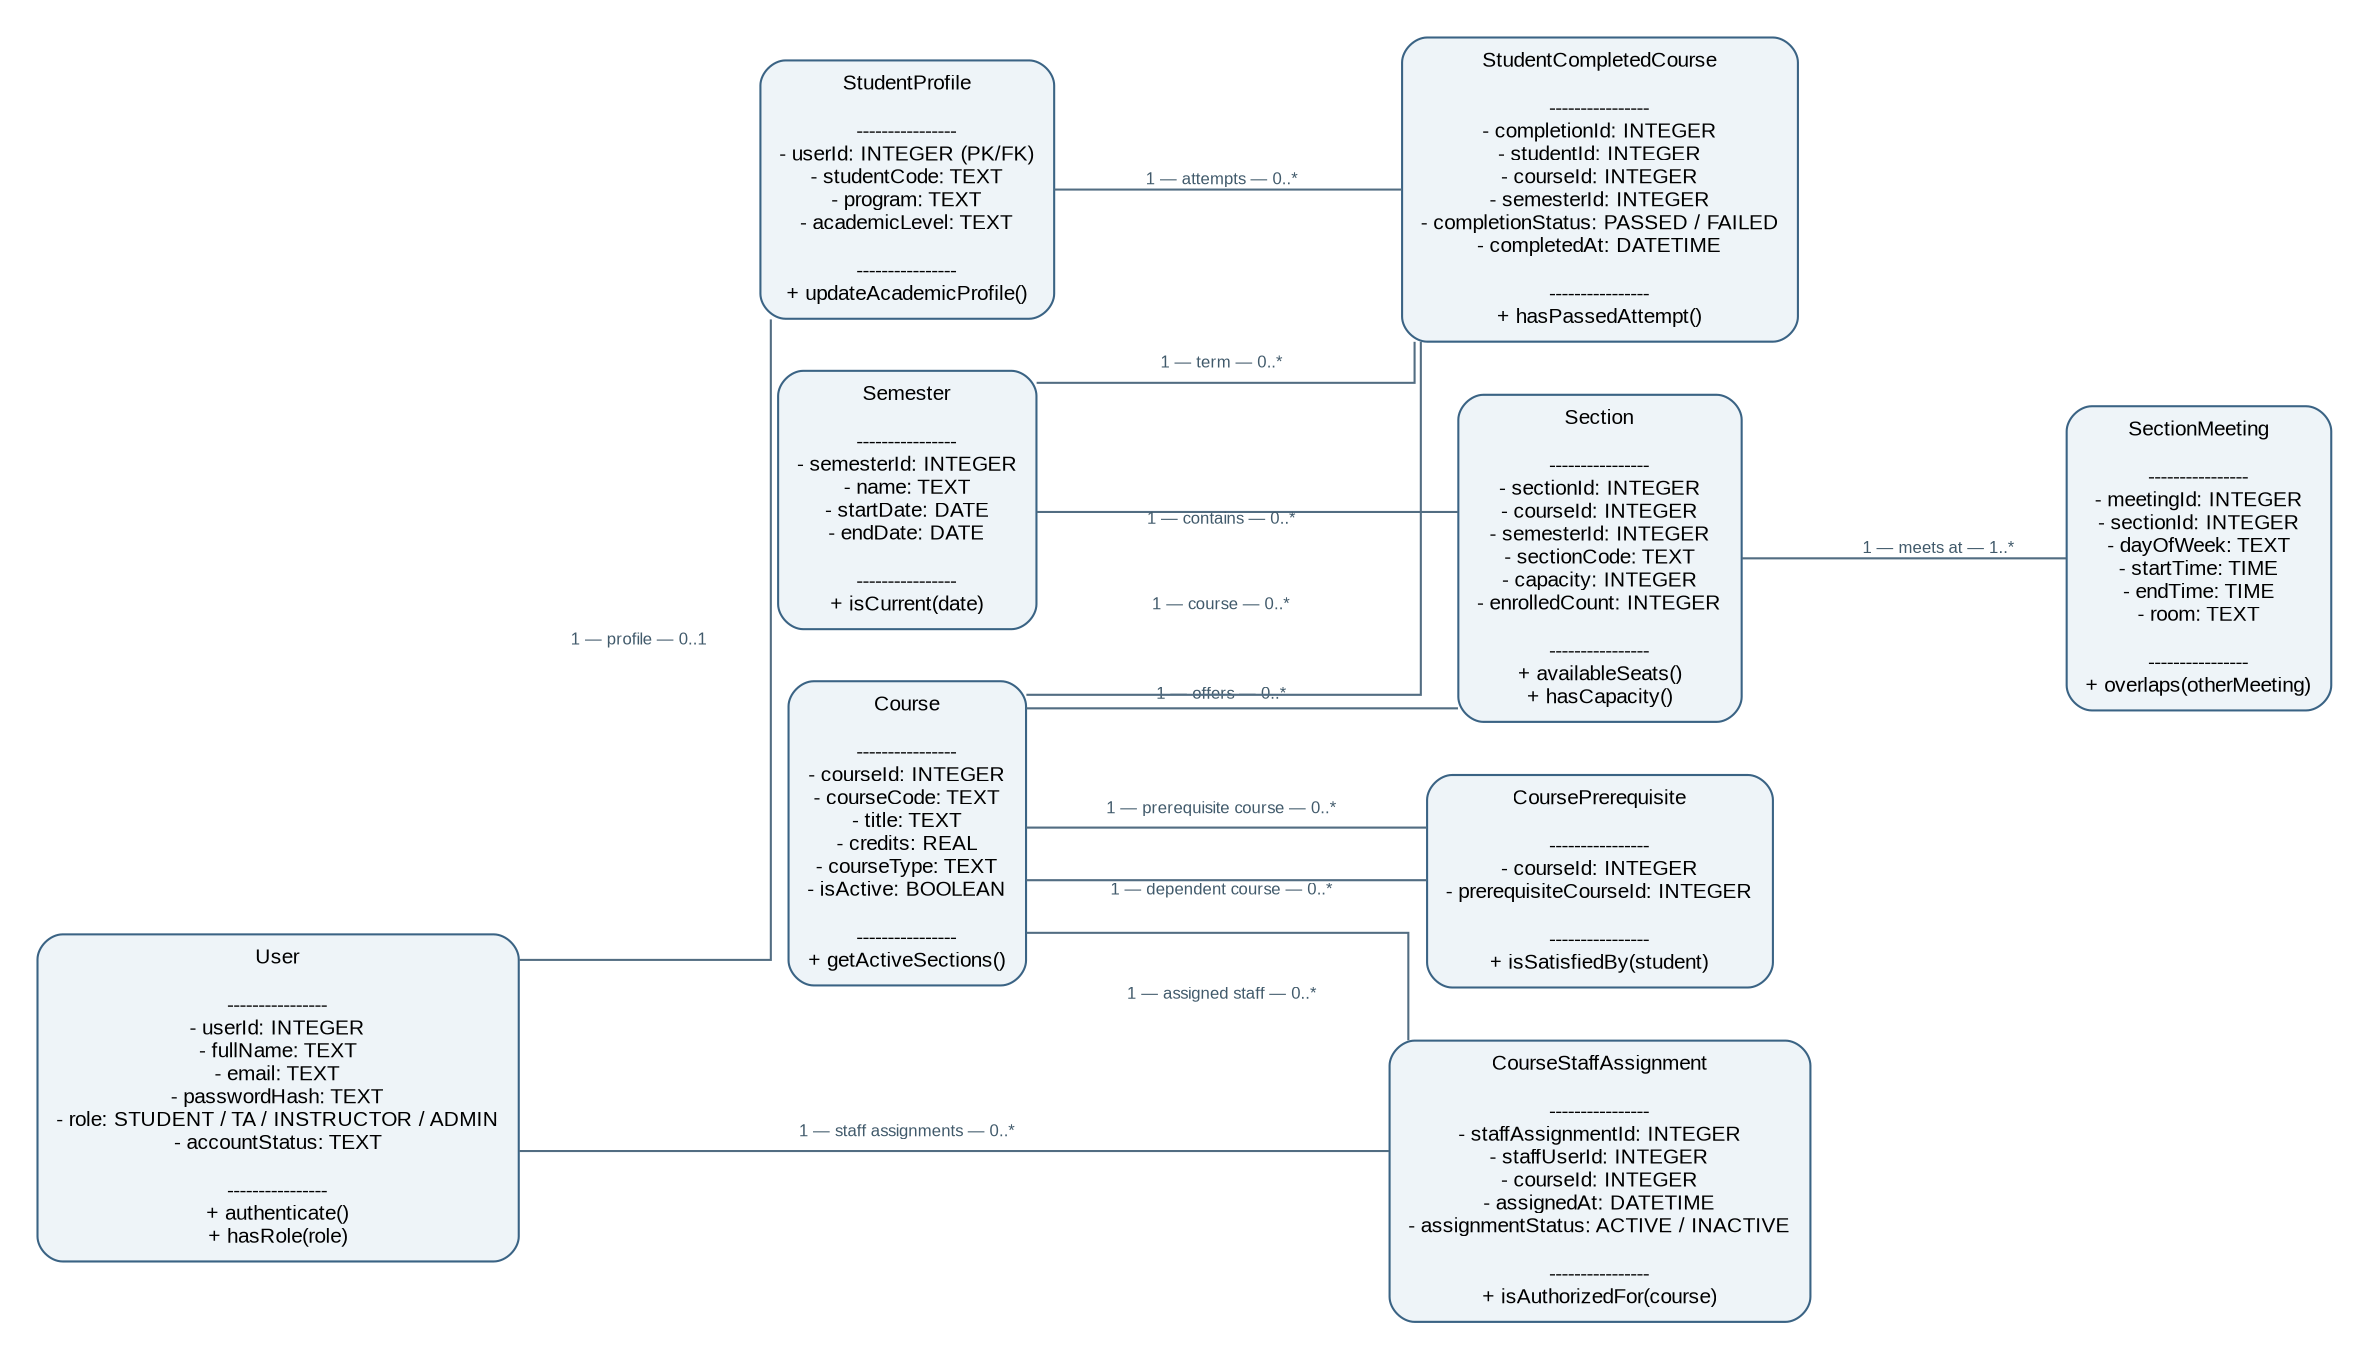 StudentProfile
----------------
- userId: INTEGER (PK/FK)
- studentCode: TEXT
- program: TEXT
- academicLevel: TEXT
----------------
+ updateAcademicProfile()
1 — attempts — 0..*
StudentCompletedCourse
----------------
- completionId: INTEGER
- studentId: INTEGER
- courseId: INTEGER
- semesterId: INTEGER
- completionStatus: PASSED / FAILED
- completedAt: DATETIME
----------------
+ hasPassedAttempt()
1 — term — 0..*
Semester
----------------
- semesterId: INTEGER
- name: TEXT
- startDate: DATE
- endDate: DATE
----------------
+ isCurrent(date)
1 — contains — 0..*
1 — course — 0..*
Section
----------------
- sectionId: INTEGER
- courseId: INTEGER
- semesterId: INTEGER
- sectionCode: TEXT
- capacity: INTEGER
- enrolledCount: INTEGER
----------------
+ availableSeats()
+ hasCapacity()
1 — meets at — 1..*
SectionMeeting
----------------
- meetingId: INTEGER
- sectionId: INTEGER
- dayOfWeek: TEXT
- startTime: TIME
- endTime: TIME
- room: TEXT
----------------
+ overlaps(otherMeeting)
1 — profile — 0..1
1 — offers — 0..*
Course
----------------
- courseId: INTEGER
- courseCode: TEXT
- title: TEXT
- credits: REAL
- courseType: TEXT
- isActive: BOOLEAN
----------------
+ getActiveSections()
1 — prerequisite course — 0..*
1 — dependent course — 0..*
1 — assigned staff — 0..*
CoursePrerequisite
----------------
- courseId: INTEGER
- prerequisiteCourseId: INTEGER
----------------
+ isSatisfiedBy(student)
User
----------------
- userId: INTEGER
- fullName: TEXT
- email: TEXT
- passwordHash: TEXT
- role: STUDENT / TA / INSTRUCTOR / ADMIN
- accountStatus: TEXT
----------------
+ authenticate()
+ hasRole(role)
1 — staff assignments — 0..*
CourseStaffAssignment
----------------
- staffAssignmentId: INTEGER
- staffUserId: INTEGER
- courseId: INTEGER
- assignedAt: DATETIME
- assignmentStatus: ACTIVE / INACTIVE
----------------
+ isAuthorizedFor(course)